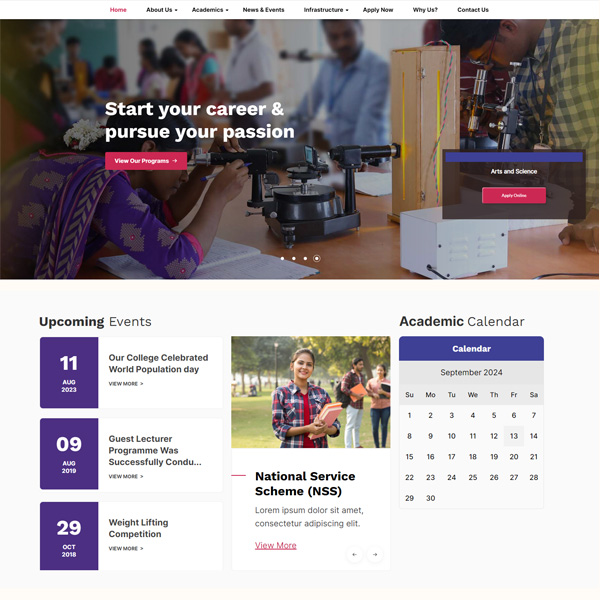 Home About Us Academics News & Events Infrastructure Apply Now Why Us? Contact Us
Start your career &
pursue your passion
View Our Programs →
Arts and Science
Apply Online
Upcoming Events
11
AUG
2023
Our College Celebrated
World Population day
VIEW MORE >
09
AUG
2019
Guest Lecturer
Programme Was
Successfully Condu...
VIEW MORE >
29
OCT
2018
Weight Lifting
Competition
VIEW MORE >
National Service
Scheme (NSS)
Lorem ipsum dolor sit amet,
consectetur adipiscing elit.
View More
Academic Calendar
Calendar
September 2024
Su Mo Tu We Th Fr Sa
1 2 3 4 5 6 7
8 9 10 11 12 13 14
15 16 17 18 19 20 21
22 23 24 25 26 27 28
29 30